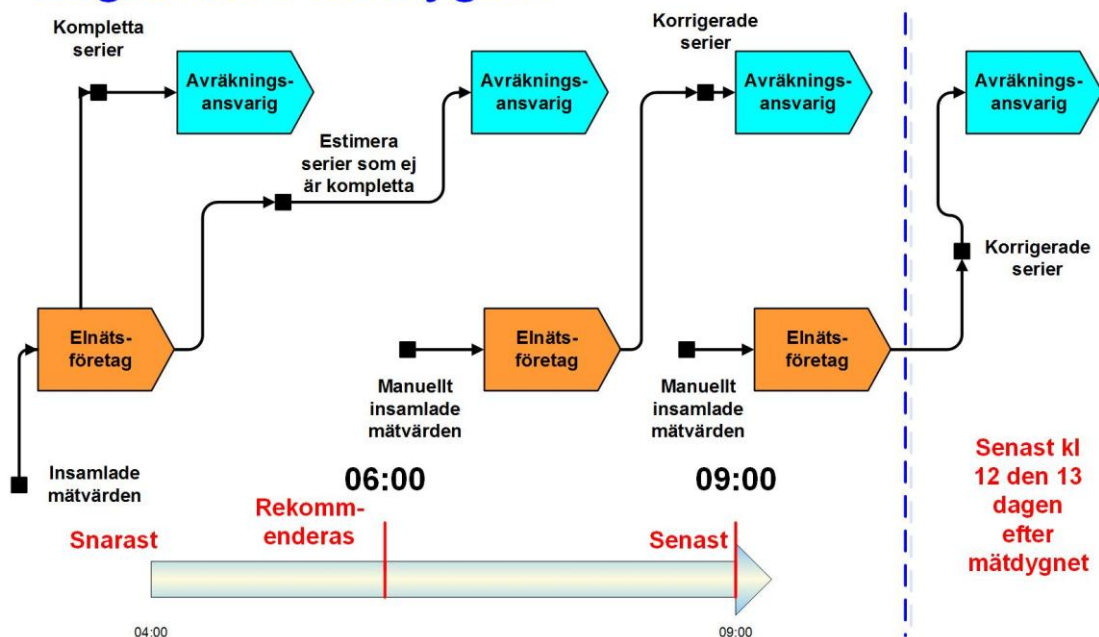 Kompletta
serier
Avräknings-
ansvarig
Avräknings-
ansvarig
Korrigerade
serier
Avräknings-
ansvarig
Avräknings-
ansvarig
Estimera
serier som ej
är kompletta
Korrigerade
serier
Elnäts-
företag
Elnäts-
företag
Elnäts-
företag
Manuellt
insamlade
mätvärden
Manuellt
insamlade
mätvärden
Insamlade
mätvärden
06:00
09:00
Senast kl
12 den 13
dagen
efter
mätdygnet
Snarast
Rekomm-
enderas
Senast
04:00
09:00